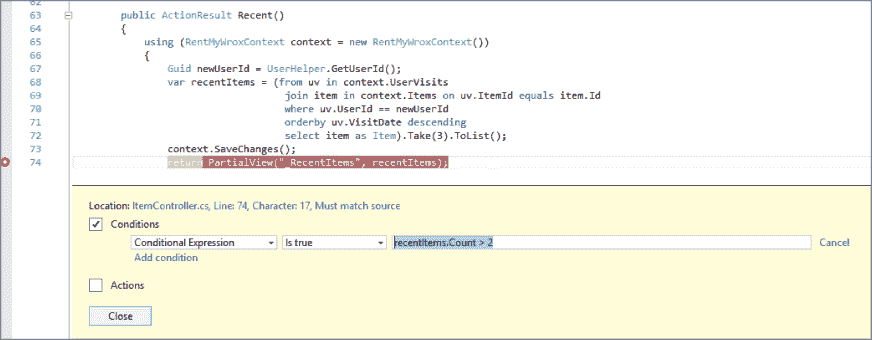 62
63 public ActionResult Recent()
64 {
65 using (RentMyWroxContext context = new RentMyWroxContext())
66 {
67 Guid newUserId = UserHelper.GetUserId();
68 var recentItems = (from uv in context.UserVisits
69 join item in context.Items on uv.ItemId equals item.Id
70 where uv.UserId == newUserId
71 orderby uv.VisitDate descending
72 select item as Item).Take(3).ToList();
73 context.SaveChanges();
74 return PartialView("_RecentItems", recentItems);
Location: ItemController.cs, Line: 74, Character: 17, Must match source
Conditions
Conditional Expression Is true recentItems.Count > 2 Cancel
Add condition
Actions
Close